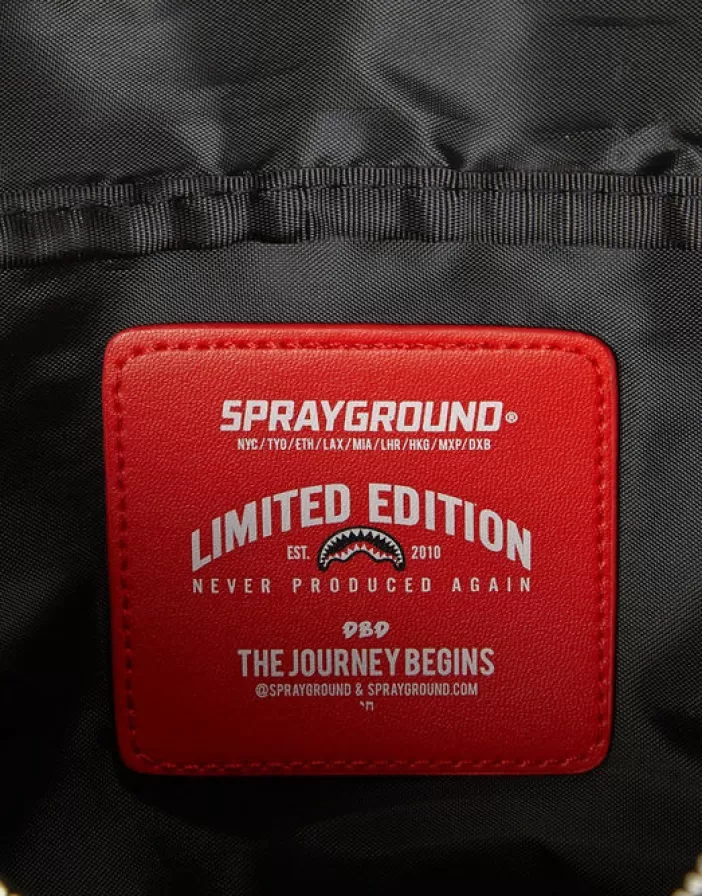 SPRAYGROUND®
NYC/TYO/ETH/LAX/MIA/LHR/HKG/MXP/DXB
LIMITED EDITION
EST. 2010
NEVER PRODUCED AGAIN
DBD
THE JOURNEY BEGINS
@SPRAYGROUND & SPRAYGROUND.COM